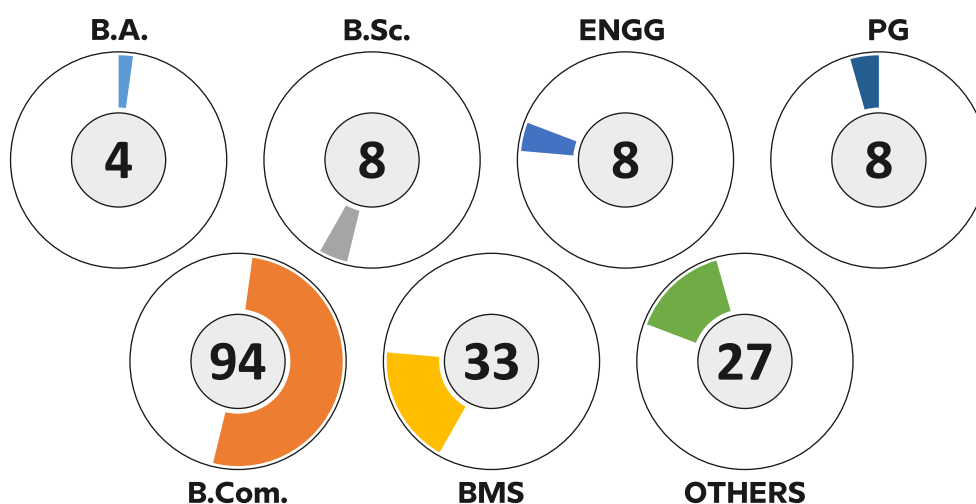 B.A.
B.Sc.
ENGG
PG
4
8
8
8
94
33
27
B.Com.
BMS
OTHERS